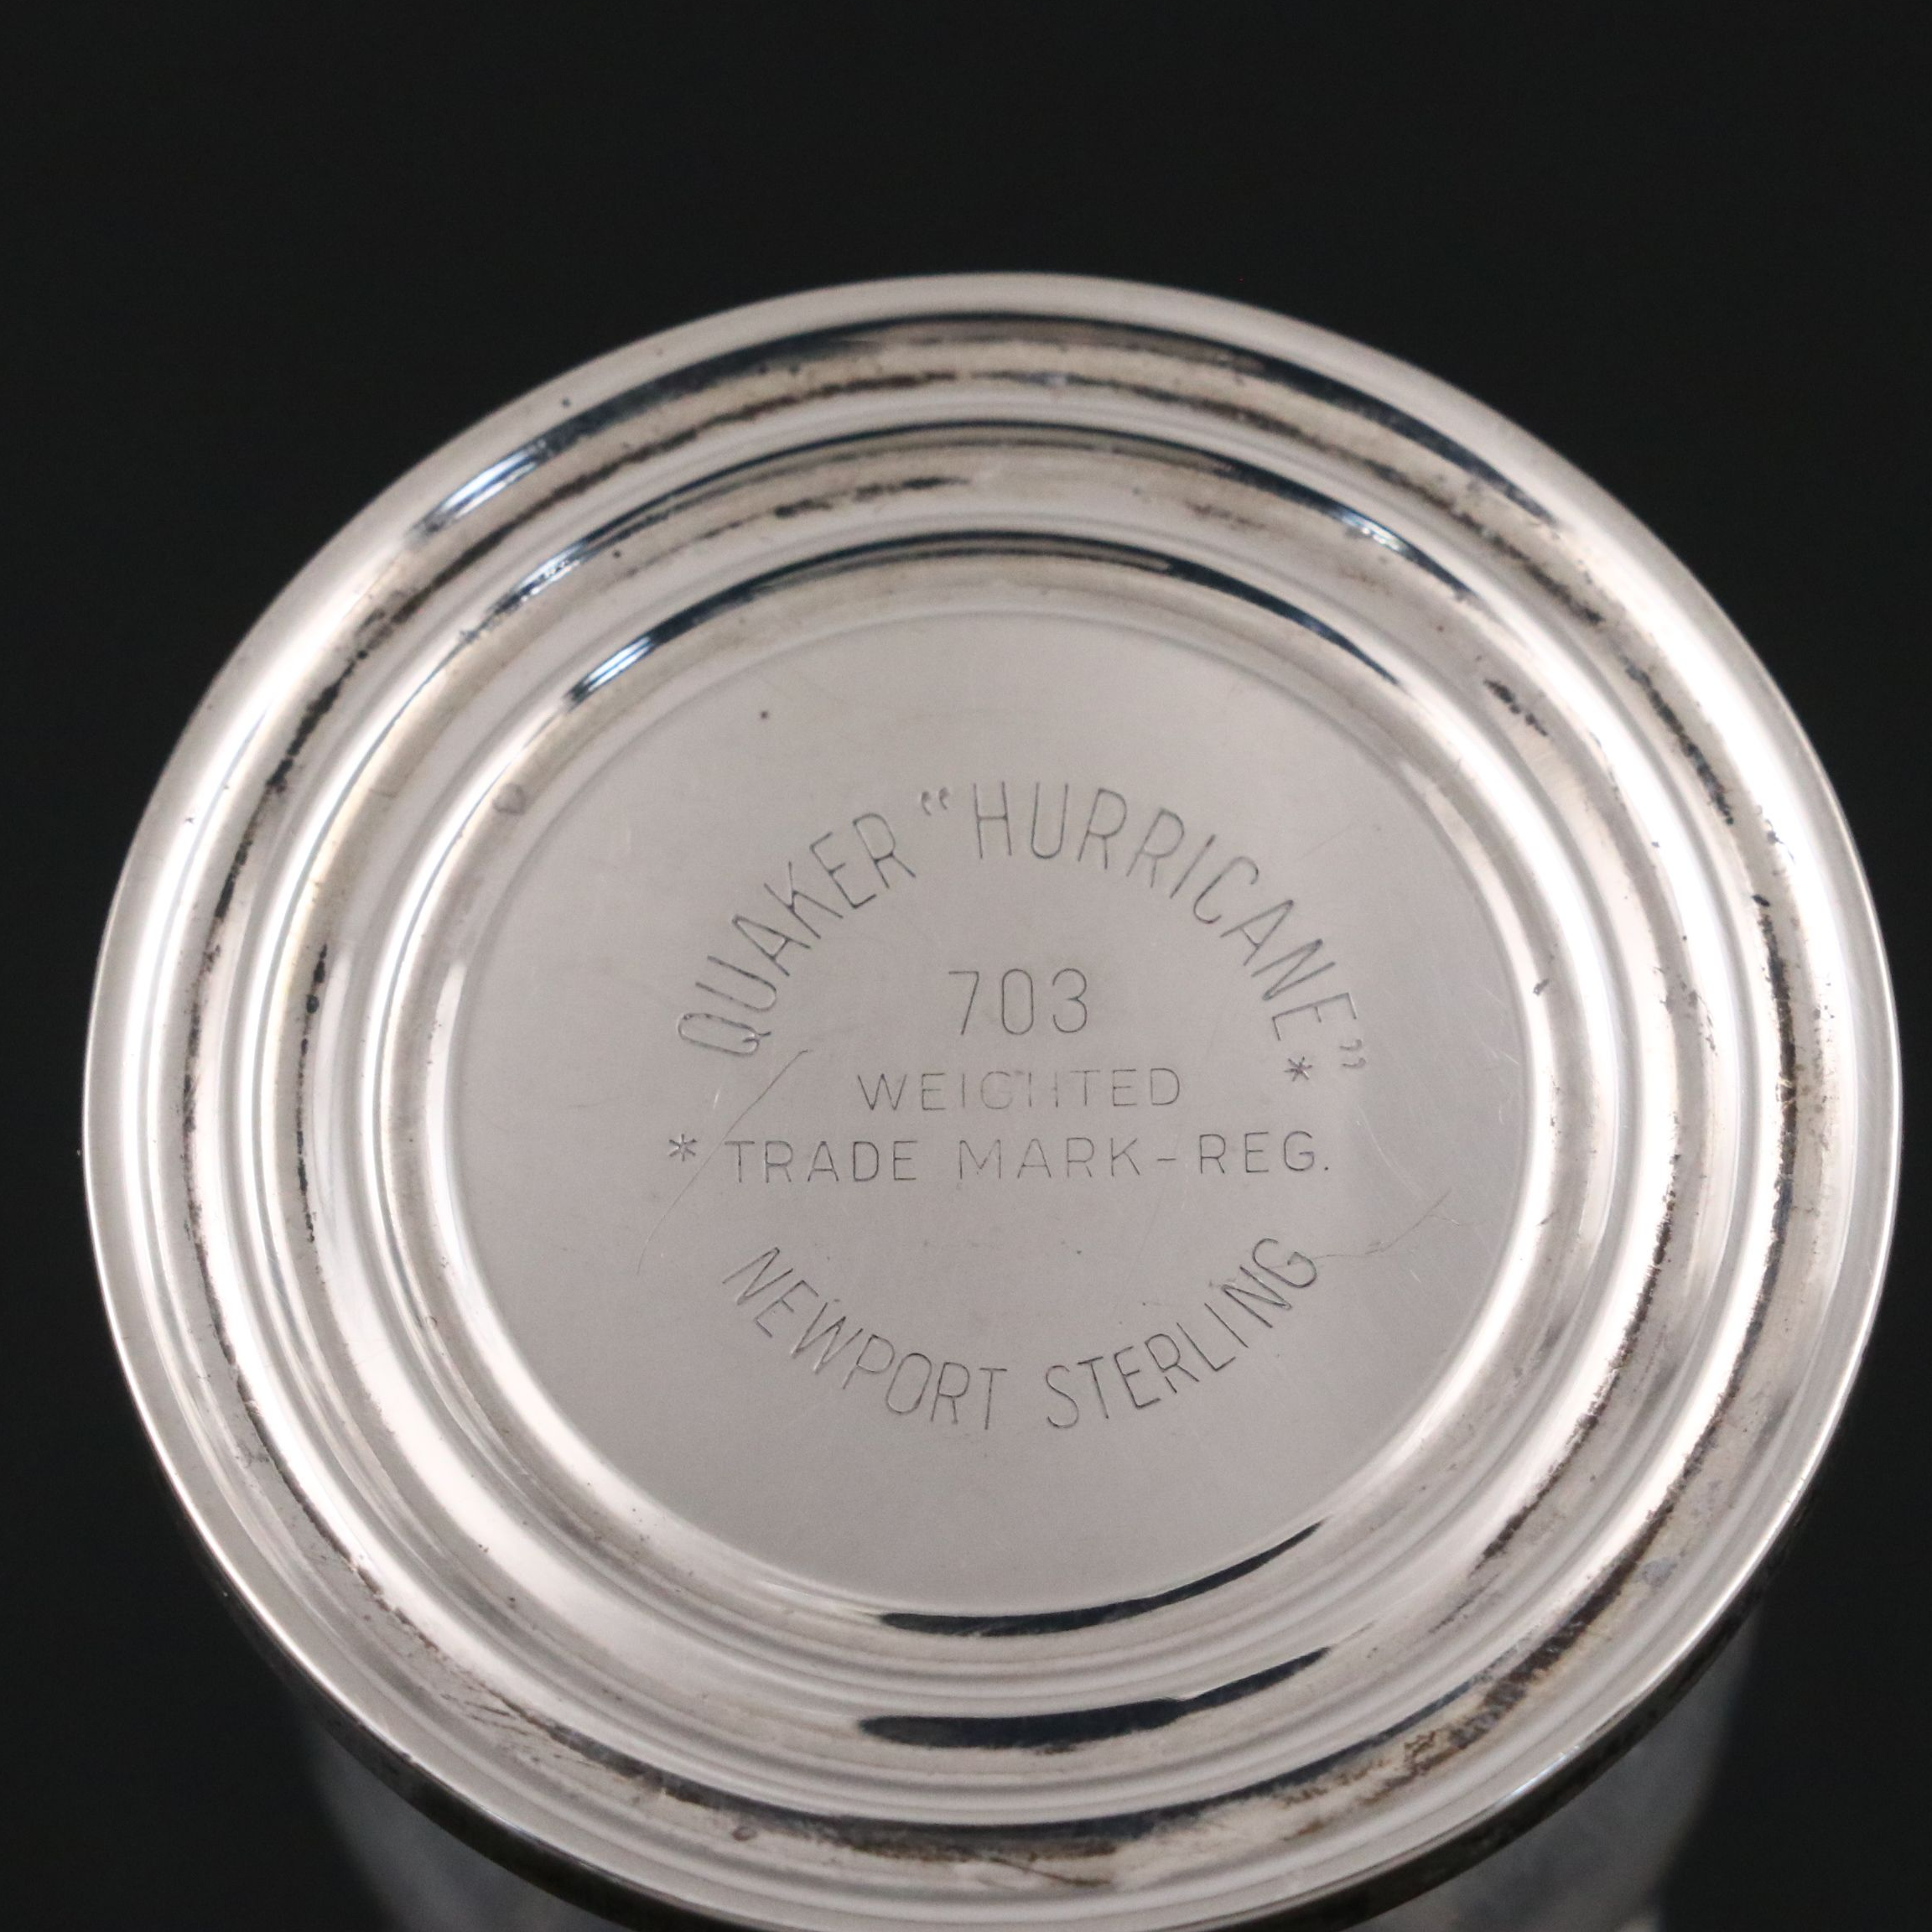 QUAKER “HURRICANE” *
703
WEIGHTED
* TRADE MARK-REG.
NEWPORT STERLING